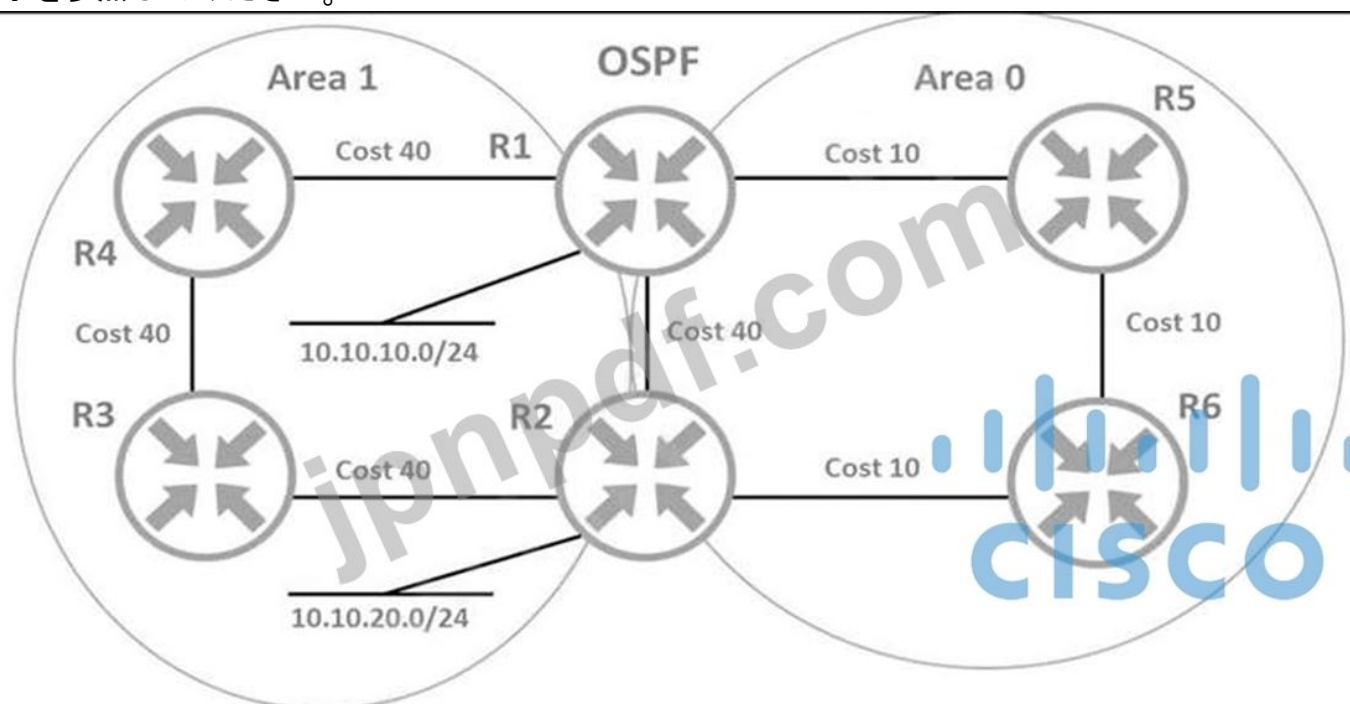 OSPF
Area 1
Area 0
R5
Cost 40
R1
Cost 10
R4
Cost 40
10.10.10.0/24
Cost 40
Cost 10
R3
R2
R6
Cost 40
Cost 10
10.10.20.0/24
jpnpdf.com
CISCO